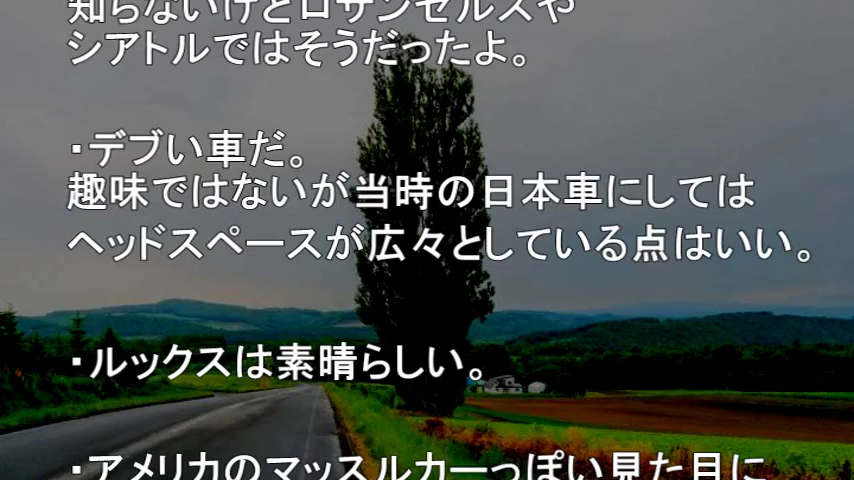 知らないけどロサンゼルスや
シアトルではそうだったよ。
・デブい車だ。
趣味ではないが当時の日本車にしては
ヘッドスペースが広々としている点はいい。
・ルックスは素晴らしい。
・アメリカのマッスルカーっぽい見た目に